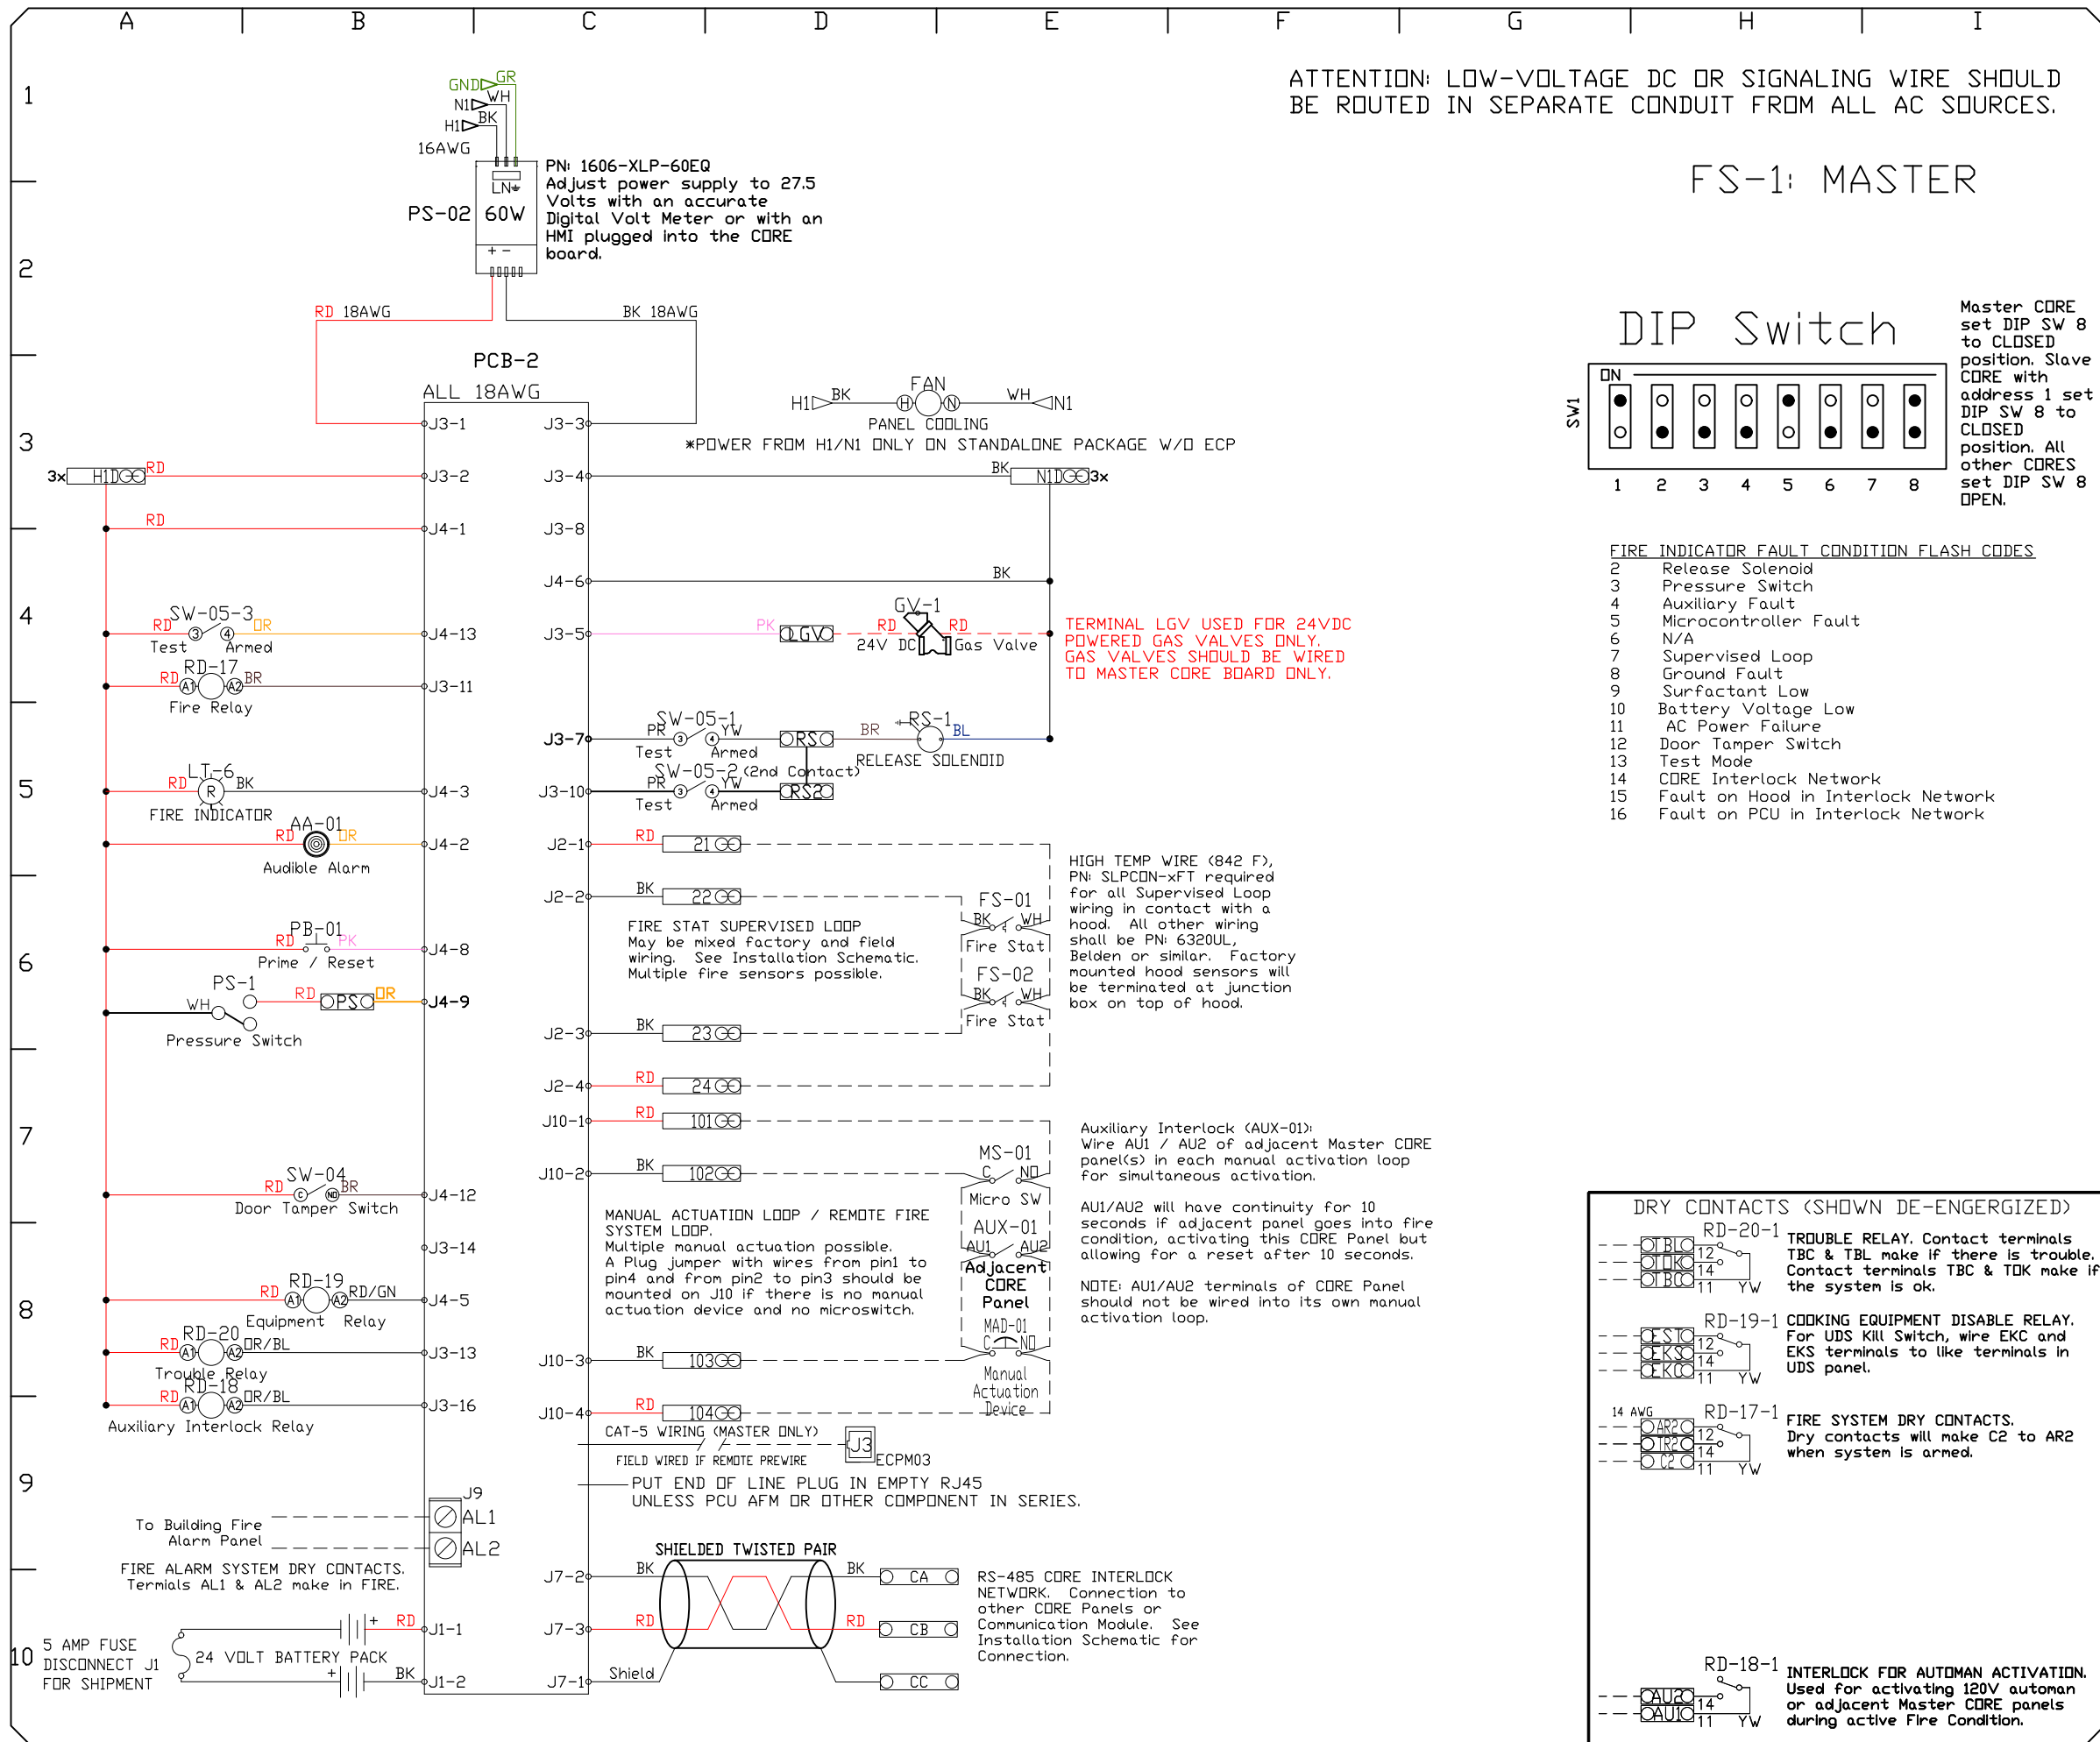 A B C D E F G H I
1
2
3
4
5
6
7
8
9
10
ATTENTION: LOW-VOLTAGE DC OR SIGNALING WIRE SHOULD
BE ROUTED IN SEPARATE CONDUIT FROM ALL AC SOURCES.
FS-1: MASTER
GND GR
N1 WH
H1 BK
16AWG
LN
PS-02 60W
+ -
PN: 1606-XLP-60EQ
Adjust power supply to 27.5
Volts with an accurate
Digital Volt Meter or with an
HMI plugged into the CORE
board.
RD 18AWG
BK 18AWG
PCB-2
ALL 18AWG
H1 BK FAN H N WH N1
PANEL COOLING
*POWER FROM H1/N1 ONLY ON STANDALONE PACKAGE W/O ECP
J3-1 J3-3
3x H1D RD J3-2 J3-4 BK N1D 3x
RD J4-1 J3-8
J4-6 BK
SW-05-3
RD 3 4 OR J4-13
Test Armed
J3-5 PK LGV RD GV-1 RD
24V DC Gas Valve
TERMINAL LGV USED FOR 24VDC
POWERED GAS VALVES ONLY.
GAS VALVES SHOULD BE WIRED
TO MASTER CORE BOARD ONLY.
RD-17
RD A1 A2 BR J3-11
Fire Relay
SW-05-1
J3-7 PR 3 4 YW RS BR RS-1 BL
Test Armed
RELEASE SOLENOID
SW-05-2 (2nd Contact)
J3-10 PR 3 4 YW RS2
Test Armed
LT-6
RD R BK J4-3
FIRE INDICATOR
AA-01
RD OR J4-2
Audible Alarm
J2-1 RD 21
J2-2 BK 22
FIRE STAT SUPERVISED LOOP
May be mixed factory and field
wiring. See Installation Schematic.
Multiple fire sensors possible.
FS-01
BK WH
Fire Stat
FS-02
BK WH
Fire Stat
HIGH TEMP WIRE (842 F),
PN: SLPCON-xFT required
for all Supervised Loop
wiring in contact with a
hood. All other wiring
shall be PN: 6320UL,
Belden or similar. Factory
mounted hood sensors will
be terminated at junction
box on top of hood.
PB-01
RD PK J4-8
Prime / Reset
PS-1
WH RD PS OR J4-9
Pressure Switch
J2-3 BK 23
J2-4 RD 24
J10-1 RD 101
J10-2 BK 102
MS-01
C NO
Micro SW
AUX-01
AU1 AU2
Adjacent
CORE
Panel
MAD-01
C NO
Manual
Actuation
Device
Auxiliary Interlock (AUX-01):
Wire AU1 / AU2 of adjacent Master CORE
panel(s) in each manual activation loop
for simultaneous activation.
AU1/AU2 will have continuity for 10
seconds if adjacent panel goes into fire
condition, activating this CORE Panel but
allowing for a reset after 10 seconds.
NOTE: AU1/AU2 terminals of CORE Panel
should not be wired into its own manual
activation loop.
SW-04
RD C NO BR J4-12
Door Tamper Switch
MANUAL ACTUATION LOOP / REMOTE FIRE
SYSTEM LOOP.
Multiple manual actuation possible.
A Plug jumper with wires from pin1 to
pin4 and from pin2 to pin3 should be
mounted on J10 if there is no manual
actuation device and no microswitch.
J3-14
RD-19
RD A1 A2 RD/GN J4-5
Equipment Relay
RD-20
RD A1 A2 OR/BL J3-13
Trouble Relay
RD-18
RD A1 A2 OR/BL J3-16
Auxiliary Interlock Relay
J10-3 BK 103
J10-4 RD 104
CAT-5 WIRING (MASTER ONLY)
J3
ECPM03
FIELD WIRED IF REMOTE PREWIRE
PUT END OF LINE PLUG IN EMPTY RJ45
UNLESS PCU AFM OR OTHER COMPONENT IN SERIES.
J9
AL1
AL2
To Building Fire
Alarm Panel
FIRE ALARM SYSTEM DRY CONTACTS.
Termials AL1 & AL2 make in FIRE.
SHIELDED TWISTED PAIR
J7-2 BK BK CA
J7-3 RD RD CB
J7-1 Shield CC
RS-485 CORE INTERLOCK
NETWORK. Connection to
other CORE Panels or
Communication Module. See
Installation Schematic for
Connection.
5 AMP FUSE
DISCONNECT J1
FOR SHIPMENT
24 VOLT BATTERY PACK
+ RD J1-1
+ BK J1-2
DIP Switch
SW1
ON
1 2 3 4 5 6 7 8
Master CORE
set DIP SW 8
to CLOSED
position. Slave
CORE with
address 1 set
DIP SW 8 to
CLOSED
position. All
other CORES
set DIP SW 8
OPEN.
FIRE INDICATOR FAULT CONDITION FLASH CODES
2 Release Solenoid
3 Pressure Switch
4 Auxiliary Fault
5 Microcontroller Fault
6 N/A
7 Supervised Loop
8 Ground Fault
9 Surfactant Low
10 Battery Voltage Low
11 AC Power Failure
12 Door Tamper Switch
13 Test Mode
14 CORE Interlock Network
15 Fault on Hood in Interlock Network
16 Fault on PCU in Interlock Network
DRY CONTACTS (SHOWN DE-ENGERGIZED)
RD-20-1
TBL 12
TOK 14
TBC 11 YW
TROUBLE RELAY. Contact terminals
TBC & TBL make if there is trouble.
Contact terminals TBC & TOK make if
the system is ok.
RD-19-1
EST 12
EKS 14
EKC 11 YW
COOKING EQUIPMENT DISABLE RELAY.
For UDS Kill Switch, wire EKC and
EKS terminals to like terminals in
UDS panel.
14 AWG RD-17-1
AR2 12
TR2 14
C2 11 YW
FIRE SYSTEM DRY CONTACTS.
Dry contacts will make C2 to AR2
when system is armed.
RD-18-1
AU2 14
AU1 11 YW
INTERLOCK FOR AUTOMAN ACTIVATION.
Used for activating 120V automan
or adjacent Master CORE panels
during active Fire Condition.